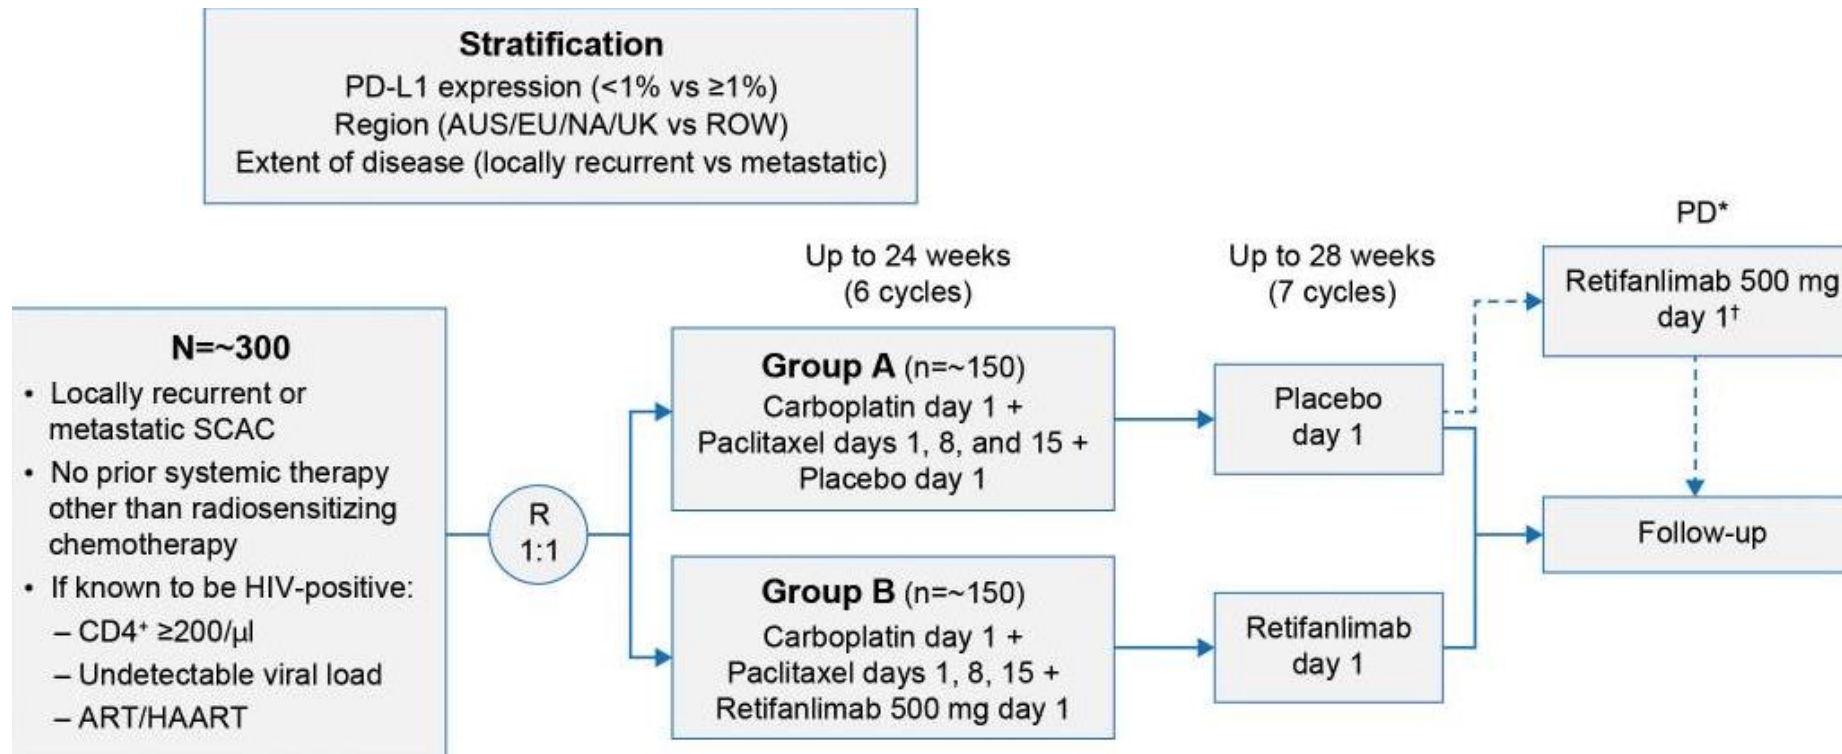 Stratification
PD-L1 expression (<1% vs ≥1%)
Region (AUS/EU/NA/UK vs ROW)
Extent of disease (locally recurrent vs metastatic)
N=~300
• Locally recurrent or
metastatic SCAC
• No prior systemic therapy
other than radiosensitizing
chemotherapy
• If known to be HIV-positive:
– CD4⁺ ≥200/µl
– Undetectable viral load
– ART/HAART
R
1:1
Up to 24 weeks
(6 cycles)
Group A (n=~150)
Carboplatin day 1 +
Paclitaxel days 1, 8, and 15 +
Placebo day 1
Group B (n=~150)
Carboplatin day 1 +
Paclitaxel days 1, 8, 15 +
Retifanlimab 500 mg day 1
Up to 28 weeks
(7 cycles)
Placebo
day 1
Retifanlimab
day 1
PD*
Retifanlimab 500 mg
day 1†
Follow-up